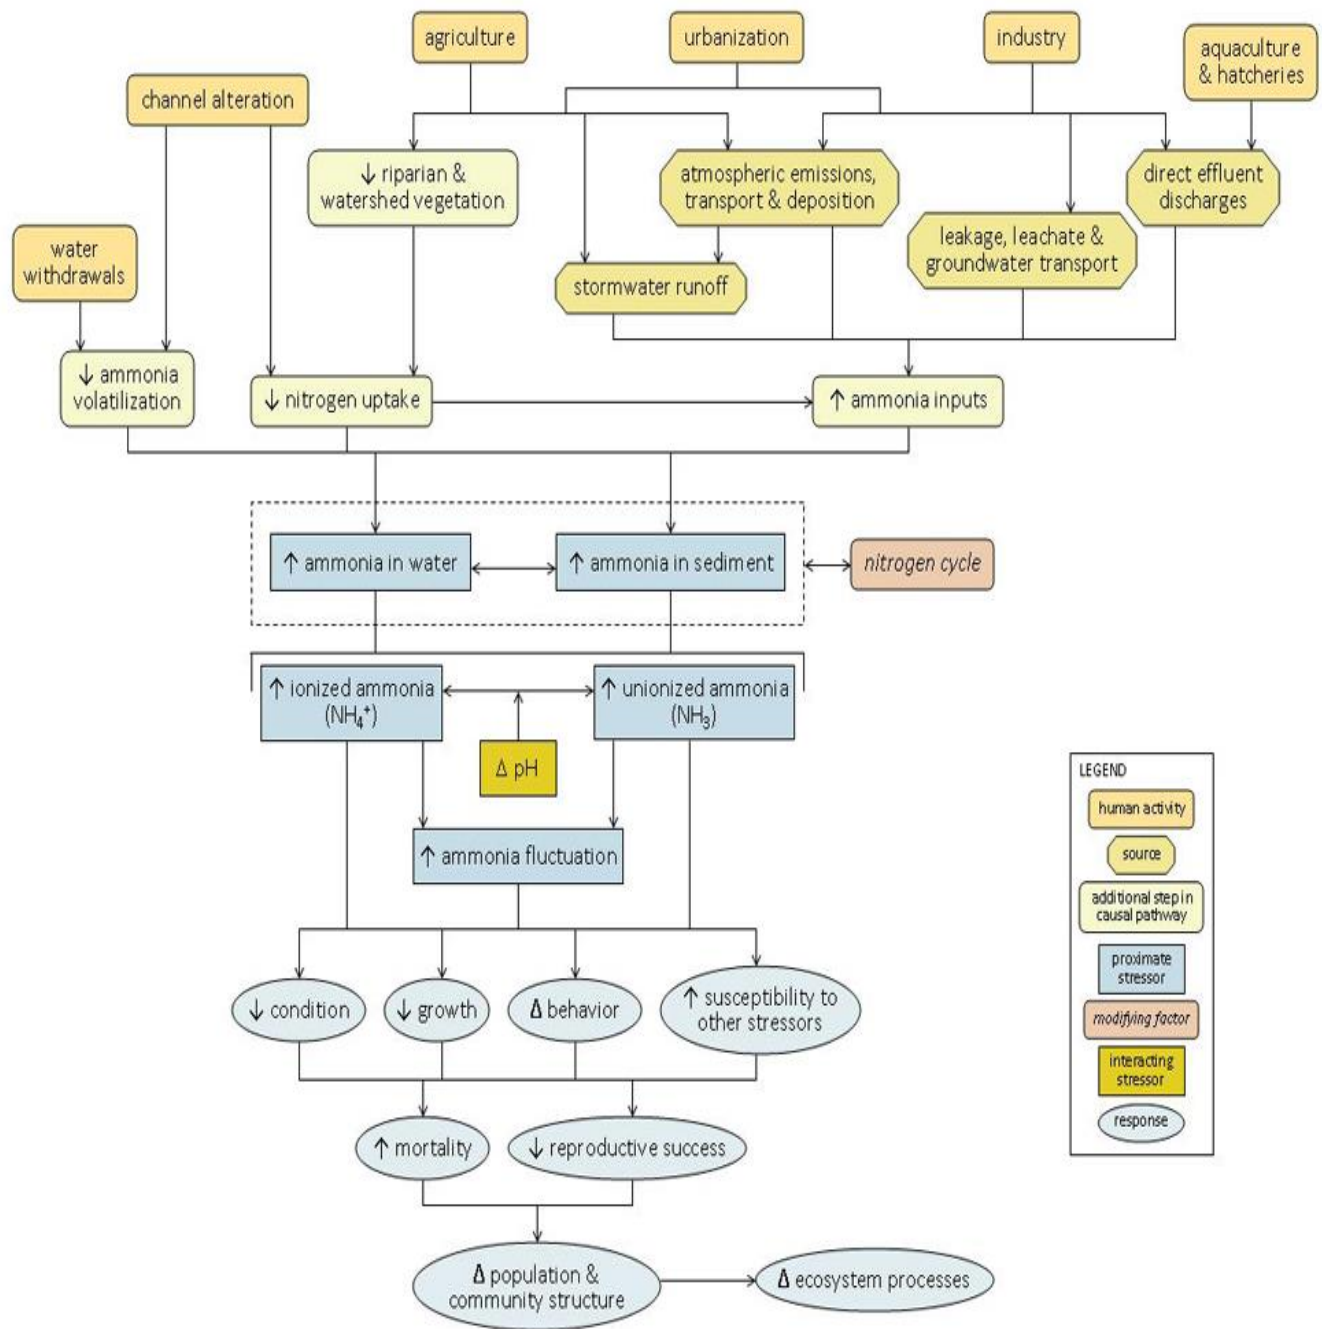 agriculture
urbanization
industry
aquaculture
& hatcheries
channel alteration
↓ riparian &
watershed vegetation
atmospheric emissions,
transport & deposition
direct effluent
discharges
water
withdrawals
leakage, leachate &
groundwater transport
stormwater runoff
↓ ammonia
volatilization
↓ nitrogen uptake
↑ ammonia inputs
↑ ammonia in water
↑ ammonia in sediment
nitrogen cycle
↑ ionized ammonia
(NH₄⁺)
↑ unionized ammonia
(NH₃)
Δ pH
↑ ammonia fluctuation
↓ condition
↓ growth
Δ behavior
↑ susceptibility to
other stressors
↑ mortality
↓ reproductive success
Δ population &
community structure
Δ ecosystem processes
LEGEND
human activity
source
additional step in
causal pathway
proximate
stressor
modifying factor
interacting
stressor
response